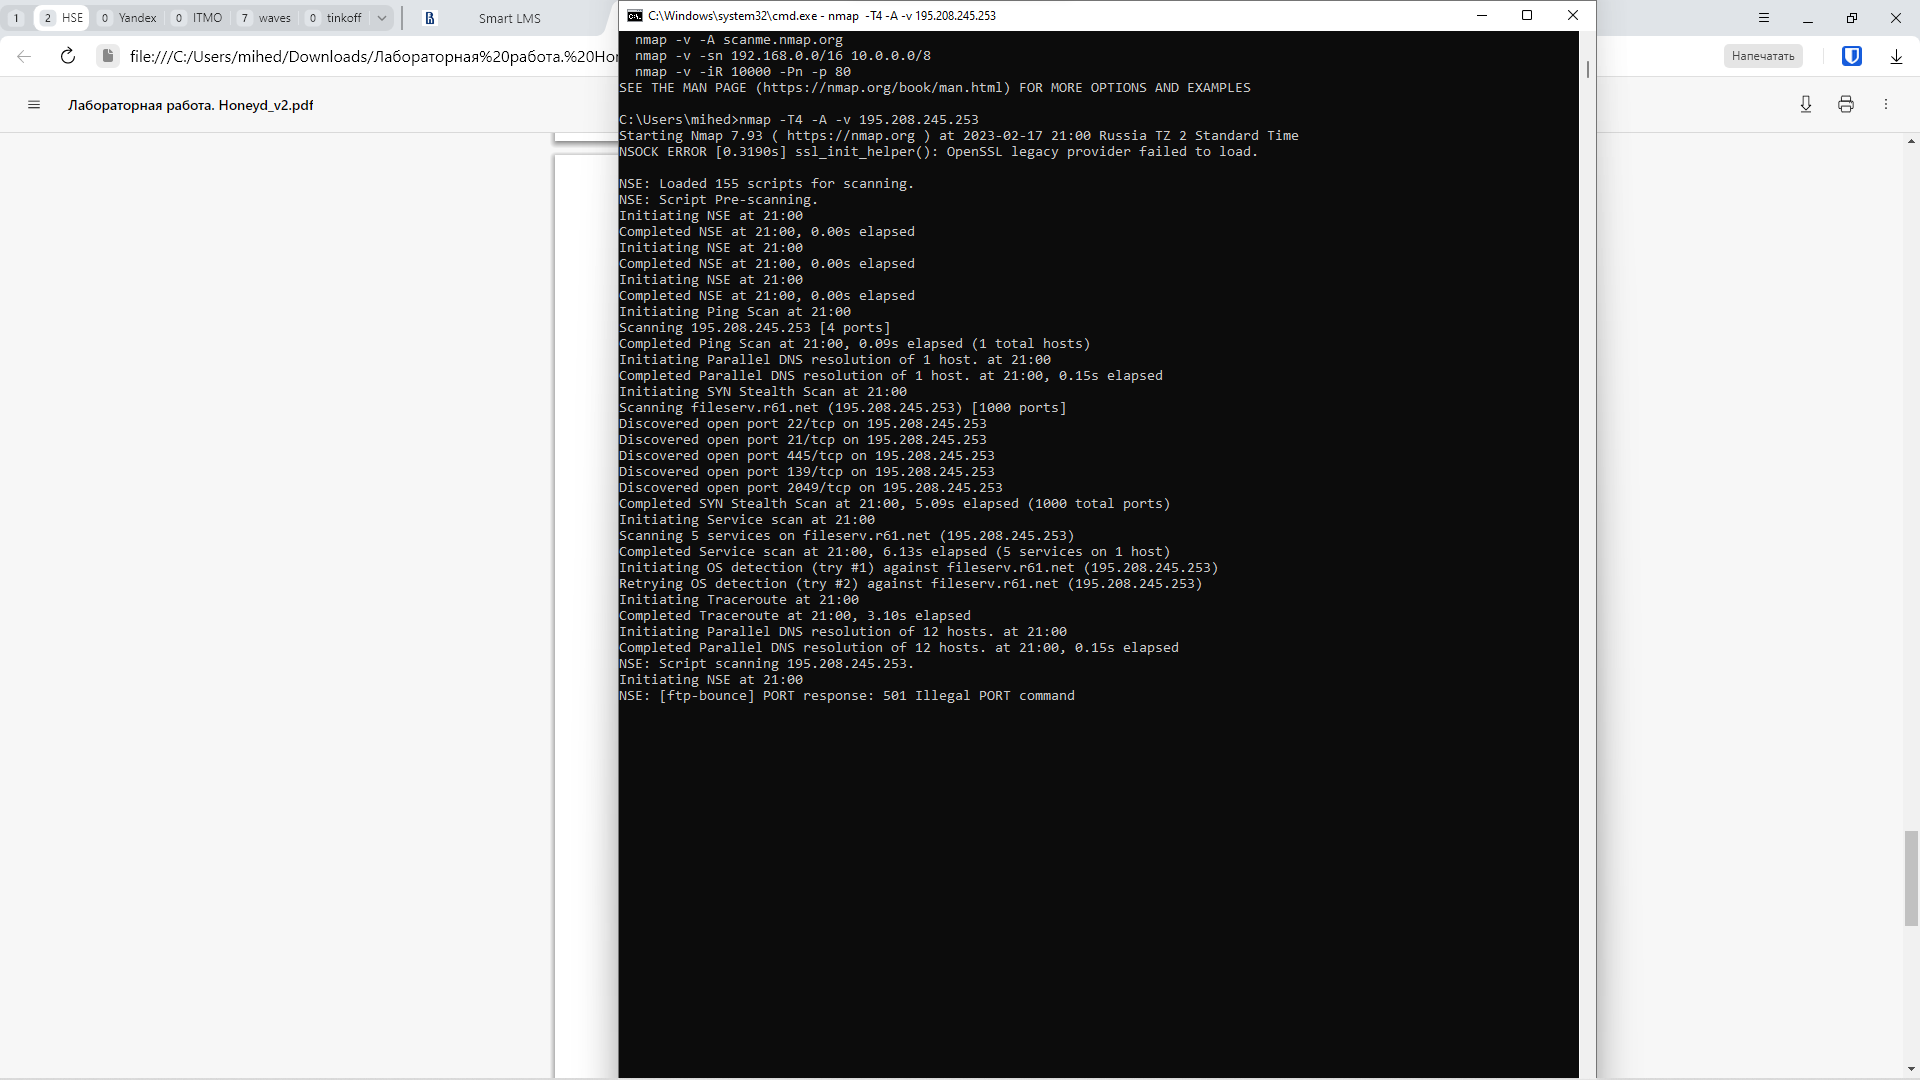 1 2 HSE 0 Yandex 0 ITMO 7 waves 0 tinkoff Smart LMS
file:///C:/Users/mihed/Downloads/Лабораторная%20работа.%20Hon
Напечатать
Лабораторная работа. Honeyd_v2.pdf
C:\Windows\system32\cmd.exe - nmap -T4 -A -v 195.208.245.253
nmap -v -A scanme.nmap.org
nmap -v -sn 192.168.0.0/16 10.0.0.0/8
nmap -v -iR 10000 -Pn -p 80
SEE THE MAN PAGE (https://nmap.org/book/man.html) FOR MORE OPTIONS AND EXAMPLES
C:\Users\mihed>nmap -T4 -A -v 195.208.245.253
Starting Nmap 7.93 ( https://nmap.org ) at 2023-02-17 21:00 Russia TZ 2 Standard Time
NSOCK ERROR [0.3190s] ssl_init_helper(): OpenSSL legacy provider failed to load.
NSE: Loaded 155 scripts for scanning.
NSE: Script Pre-scanning.
Initiating NSE at 21:00
Completed NSE at 21:00, 0.00s elapsed
Initiating NSE at 21:00
Completed NSE at 21:00, 0.00s elapsed
Initiating NSE at 21:00
Completed NSE at 21:00, 0.00s elapsed
Initiating Ping Scan at 21:00
Scanning 195.208.245.253 [4 ports]
Completed Ping Scan at 21:00, 0.09s elapsed (1 total hosts)
Initiating Parallel DNS resolution of 1 host. at 21:00
Completed Parallel DNS resolution of 1 host. at 21:00, 0.15s elapsed
Initiating SYN Stealth Scan at 21:00
Scanning fileserv.r61.net (195.208.245.253) [1000 ports]
Discovered open port 22/tcp on 195.208.245.253
Discovered open port 21/tcp on 195.208.245.253
Discovered open port 445/tcp on 195.208.245.253
Discovered open port 139/tcp on 195.208.245.253
Discovered open port 2049/tcp on 195.208.245.253
Completed SYN Stealth Scan at 21:00, 5.09s elapsed (1000 total ports)
Initiating Service scan at 21:00
Scanning 5 services on fileserv.r61.net (195.208.245.253)
Completed Service scan at 21:00, 6.13s elapsed (5 services on 1 host)
Initiating OS detection (try #1) against fileserv.r61.net (195.208.245.253)
Retrying OS detection (try #2) against fileserv.r61.net (195.208.245.253)
Initiating Traceroute at 21:00
Completed Traceroute at 21:00, 3.10s elapsed
Initiating Parallel DNS resolution of 12 hosts. at 21:00
Completed Parallel DNS resolution of 12 hosts. at 21:00, 0.15s elapsed
NSE: Script scanning 195.208.245.253.
Initiating NSE at 21:00
NSE: [ftp-bounce] PORT response: 501 Illegal PORT command